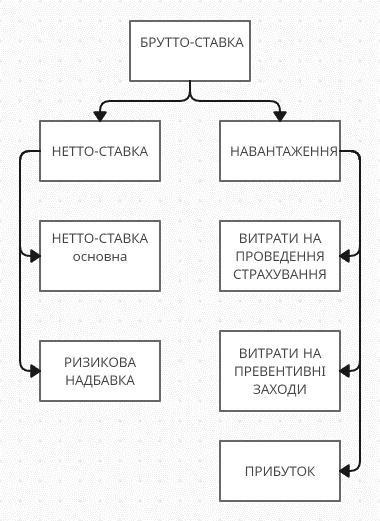 БРУТТО-СТАВКА
НЕТТО-СТАВКА
НАВАНТАЖЕННЯ
НЕТТО-СТАВКА
основна
ВИТРАТИ НА
ПРОВЕДЕННЯ
СТРАХУВАННЯ
РИЗИКОВА
НАДБАВКА
ВИТРАТИ НА
ПРЕВЕНТИВНІ
ЗАХОДИ
ПРИБУТОК